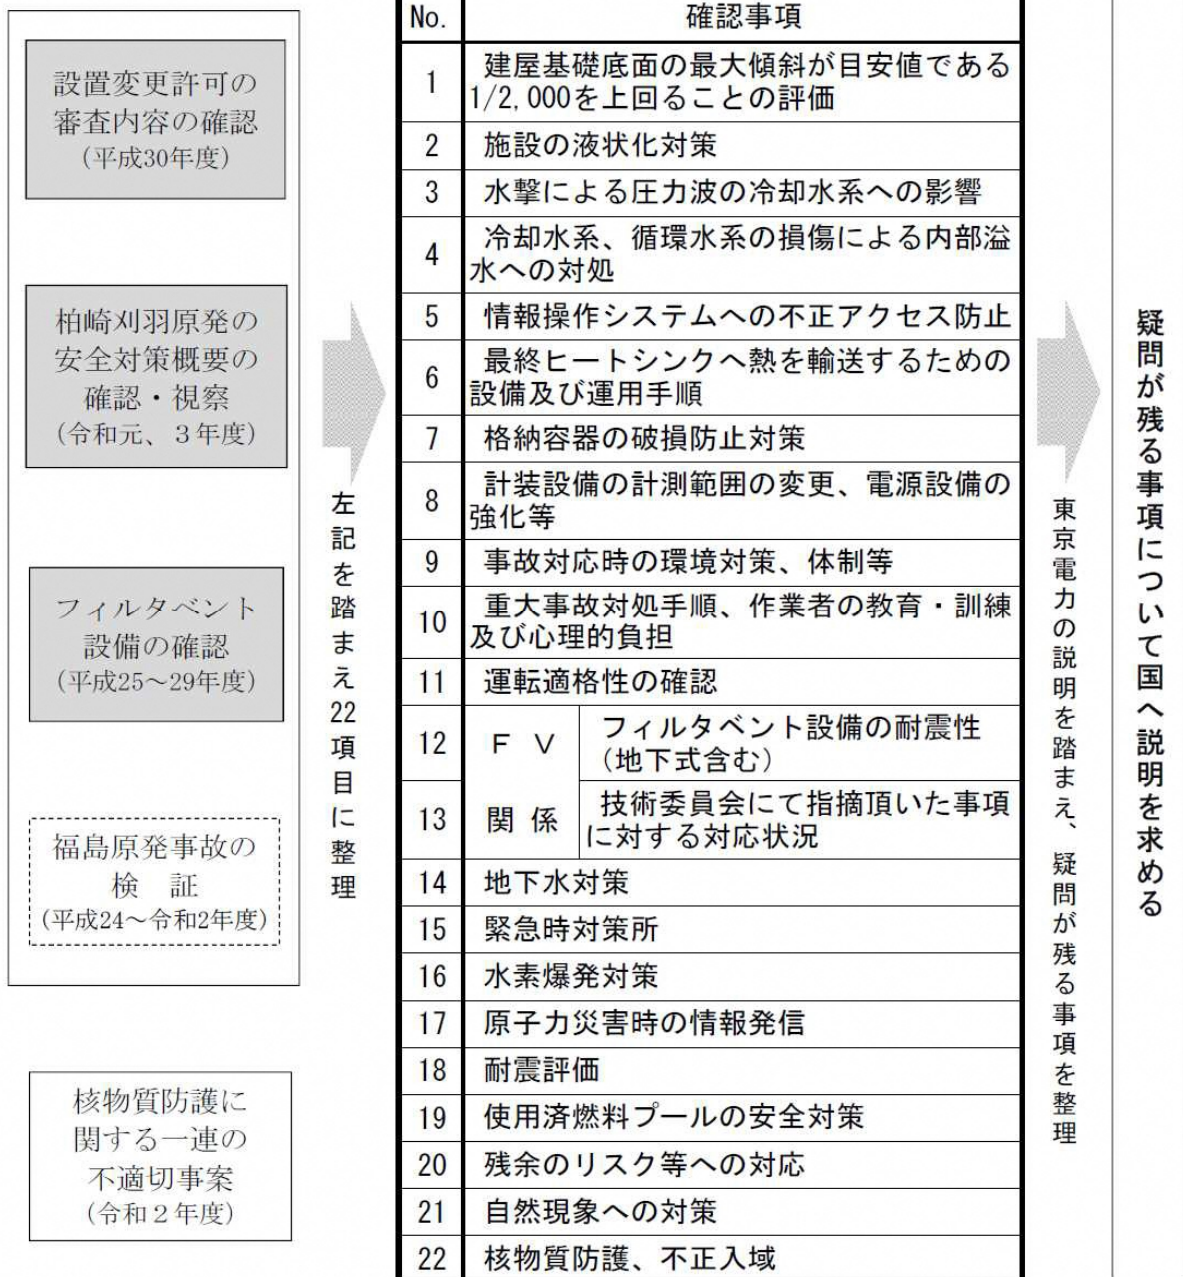 設置変更許可の
審査内容の確認
（平成30年度）
柏崎刈羽原発の
安全対策概要の
確認・視察
（令和元、３年度）
フィルタベント
設備の確認
（平成25～29年度）
福島原発事故の
検　証
（平成24～令和2年度）
核物質防護に
関する一連の
不適切事案
（令和２年度）
左記を踏まえ22項目に整理
No.　確認事項
1　建屋基礎底面の最大傾斜が目安値である
1/2,000を上回ることの評価
2　施設の液状化対策
3　水撃による圧力波の冷却水系への影響
4　冷却水系、循環水系の損傷による内部溢
水への対処
5　情報操作システムへの不正アクセス防止
6　最終ヒートシンクへ熱を輸送するための
設備及び運用手順
7　格納容器の破損防止対策
8　計装設備の計測範囲の変更、電源設備の
強化等
9　事故対応時の環境対策、体制等
10　重大事故対処手順、作業者の教育・訓練
及び心理的負担
11　運転適格性の確認
12　ＦＶ　フィルタベント設備の耐震性
（地下式含む）
13　関係　技術委員会にて指摘頂いた事項
に対する対応状況
14　地下水対策
15　緊急時対策所
16　水素爆発対策
17　原子力災害時の情報発信
18　耐震評価
19　使用済燃料プールの安全対策
20　残余のリスク等への対応
21　自然現象への対策
22　核物質防護、不正入域
東京電力の説明を踏まえ、疑問が残る事項を整理
疑問が残る事項について国へ説明を求める